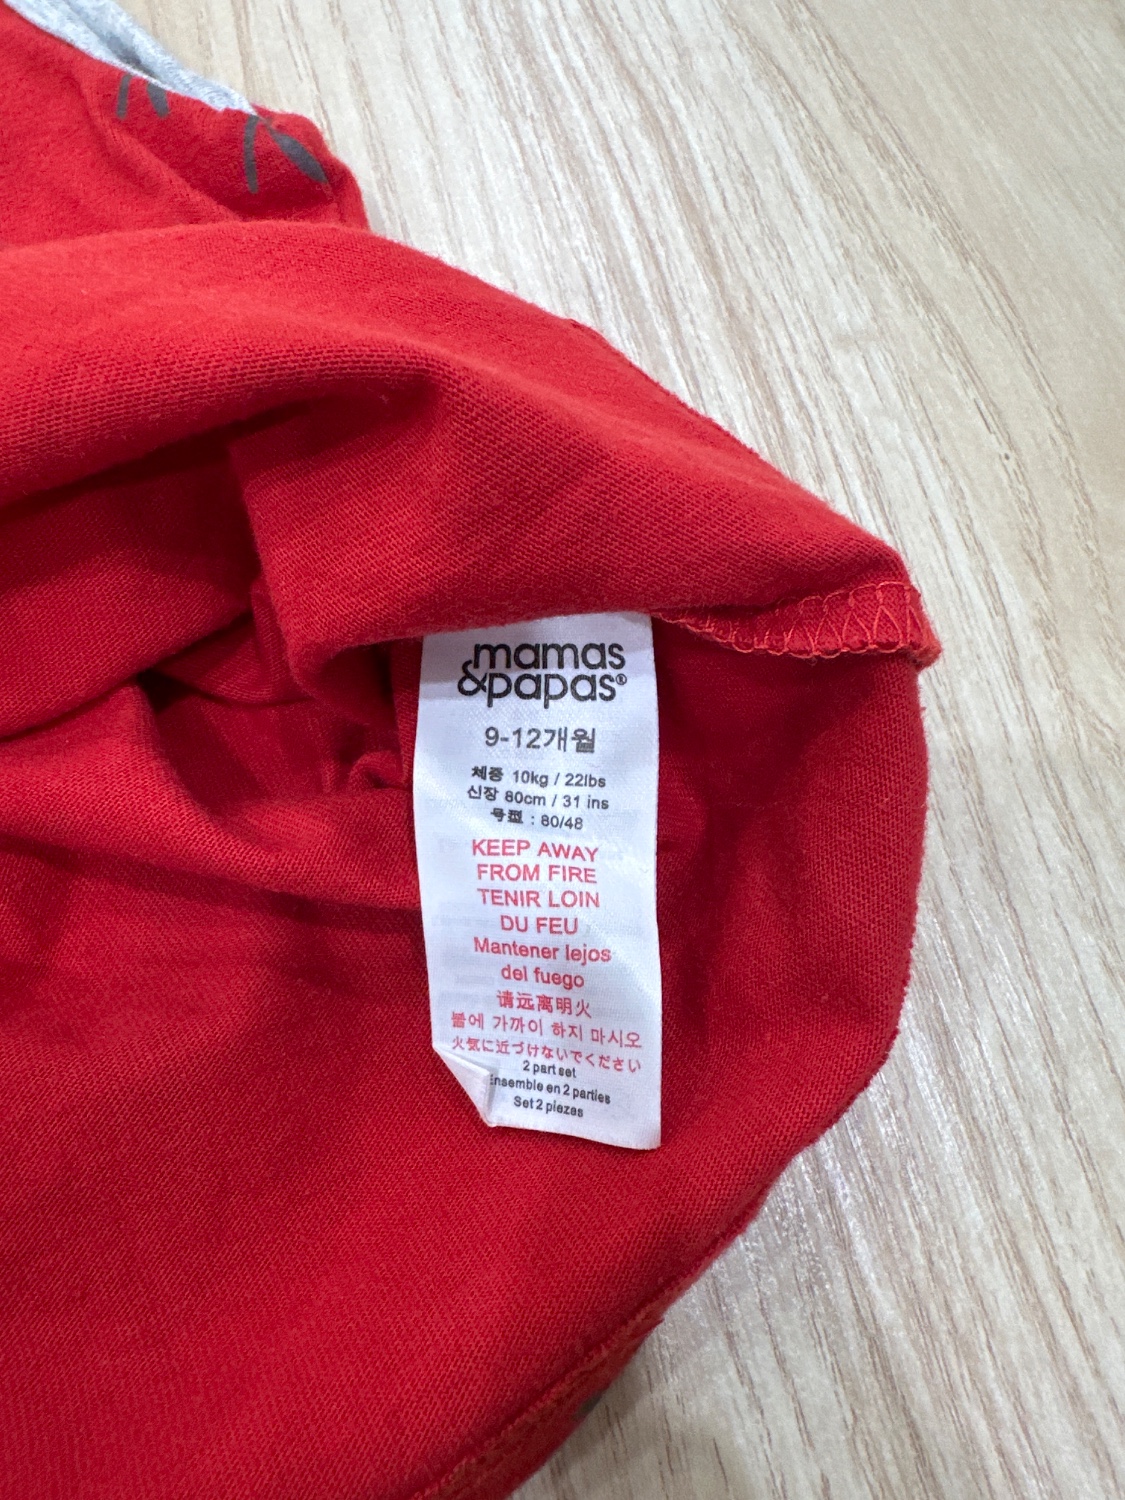 mamas
&papas®
9-12개월
체중 10kg / 22lbs
신장 80cm / 31 ins
号型 : 80/48
KEEP AWAY
FROM FIRE
TENIR LOIN
DU FEU
Mantener lejos
del fuego
请远离明火
불에 가까이 하지 마시오
火気に近づけないでください
2 part set
Ensemble en 2 parties
Set 2 piezas